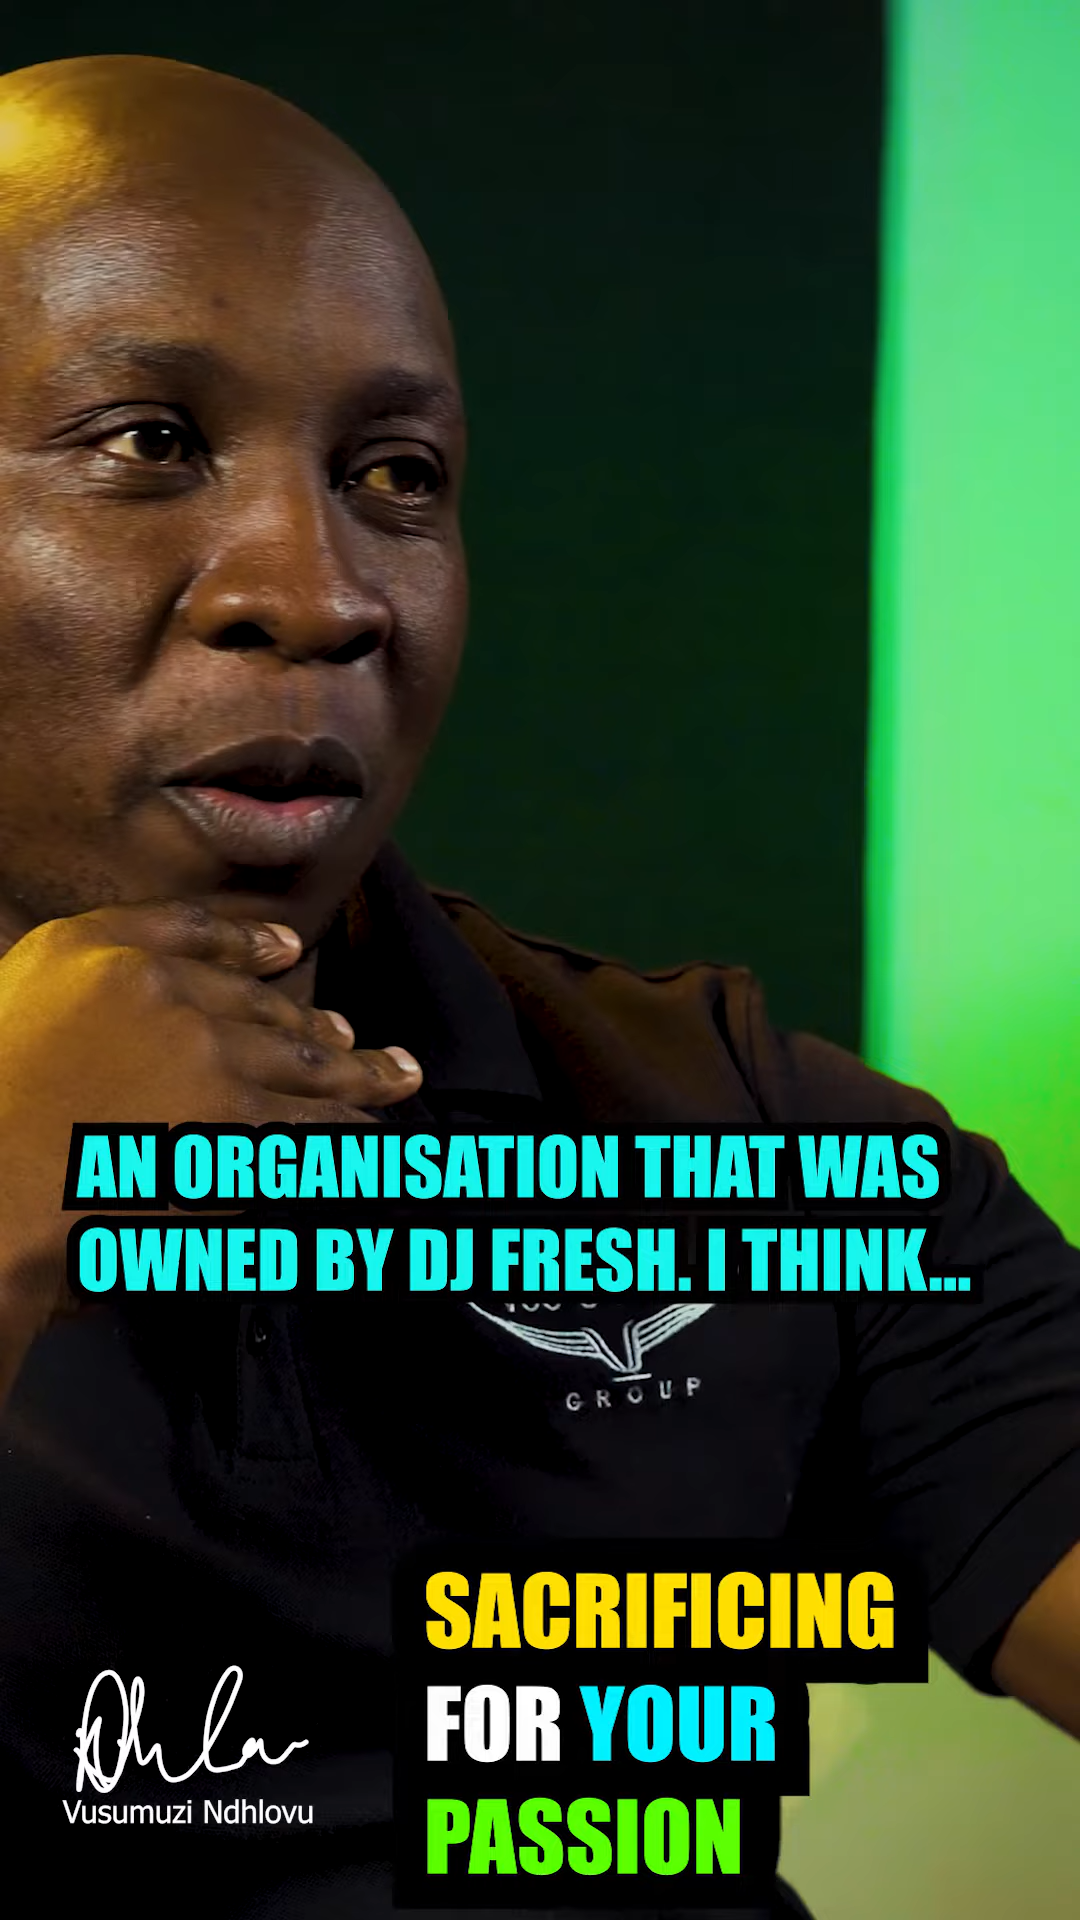 AN ORGANISATION THAT WAS
OWNED BY DJ FRESH. I THINK...
GROUP
SACRIFICING
FOR YOUR
PASSION
Vusumuzi Ndhlovu